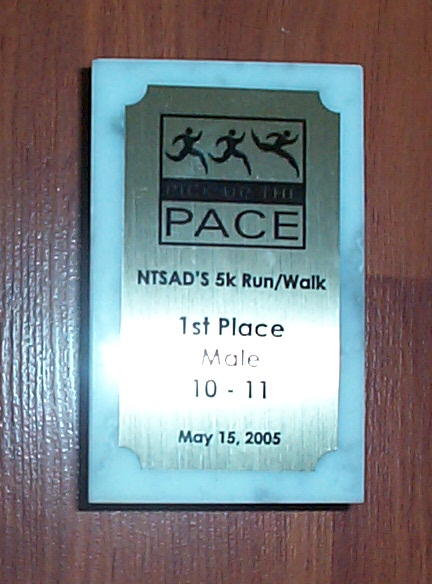 PICK UP THE
PACE
NTSAD'S 5k Run/Walk
1st Place
Male
10 - 11
May 15, 2005